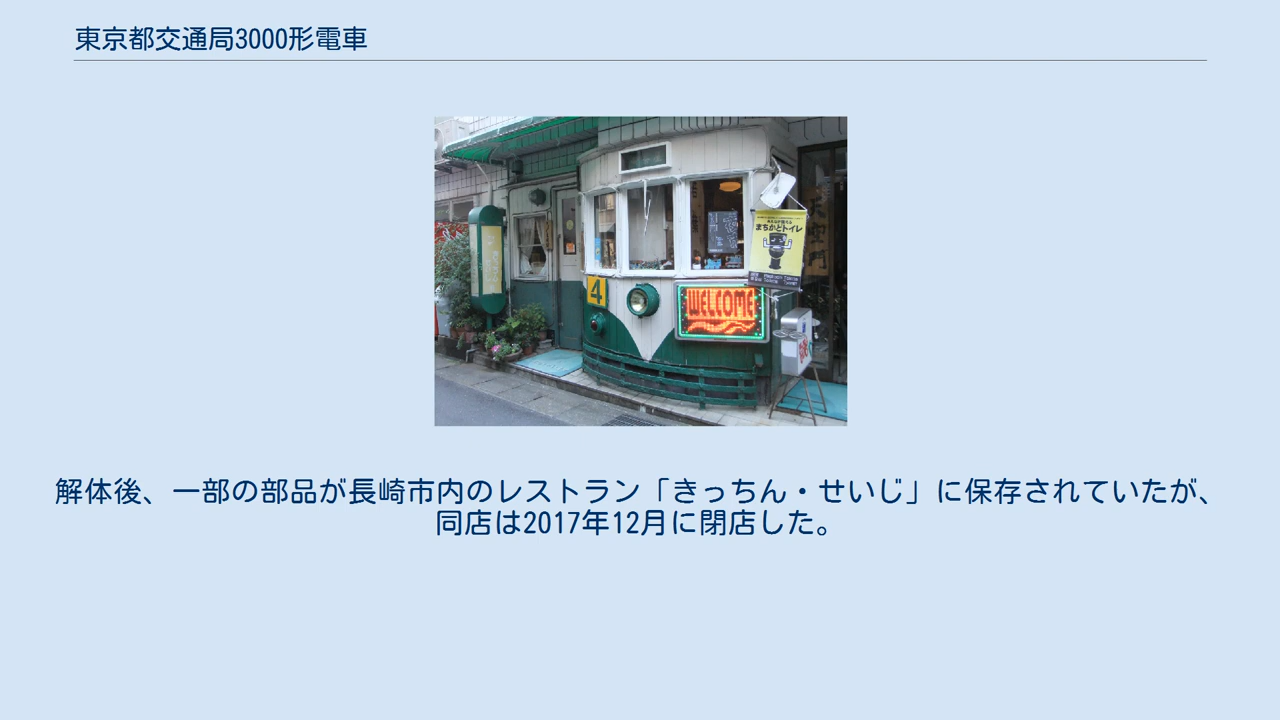 東京都交通局3000形電車
まちかどトイレ
4
WELCOME
解体後、一部の部品が長崎市内のレストラン「きっちん・せいじ」に保存されていたが、
同店は2017年12月に閉店した。